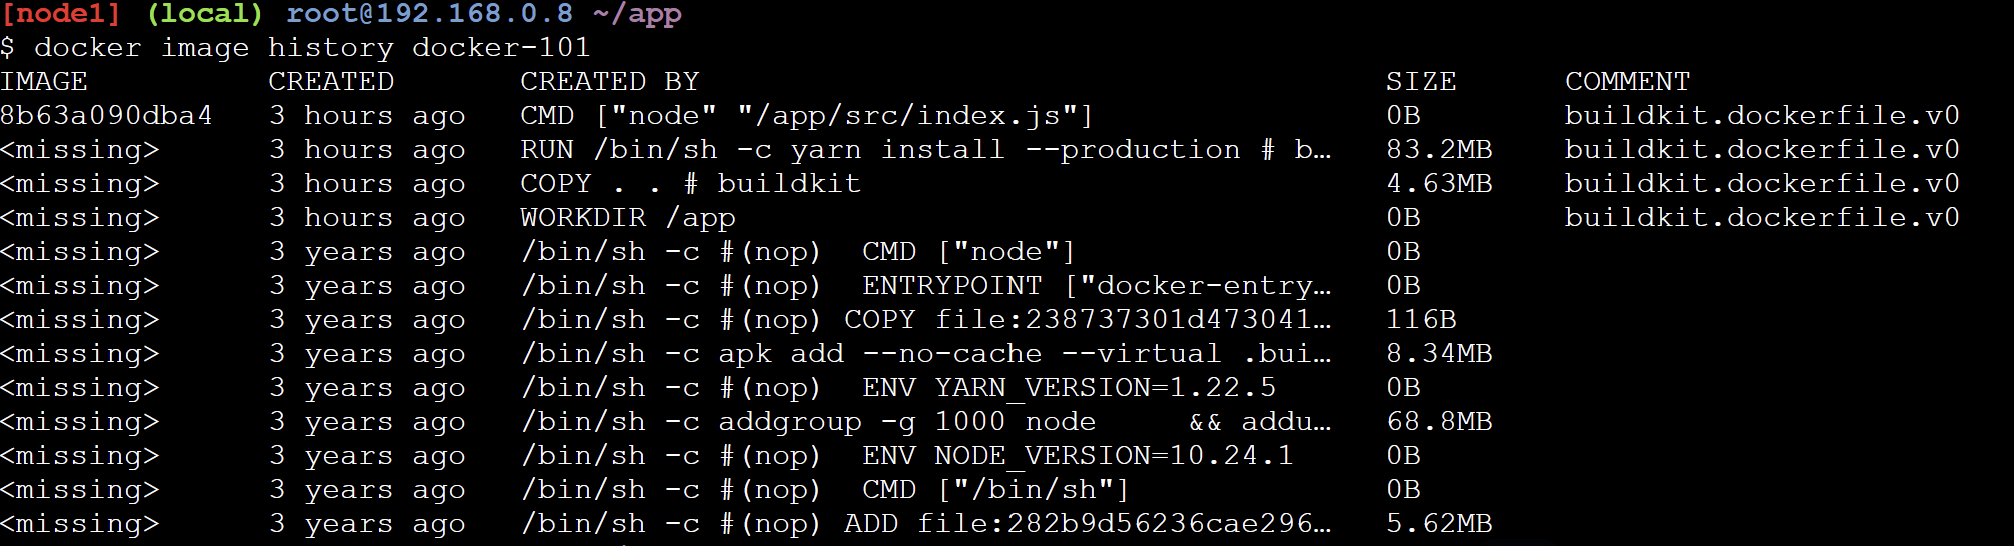 [node1] (local) root@192.168.0.8 ~/app
$ docker image history docker-101
IMAGE          CREATED       CREATED BY                                      SIZE      COMMENT
8b63a090dba4   3 hours ago   CMD ["node" "/app/src/index.js"]                0B        buildkit.dockerfile.v0
<missing>      3 hours ago   RUN /bin/sh -c yarn install --production # b…   83.2MB    buildkit.dockerfile.v0
<missing>      3 hours ago   COPY . . # buildkit                             4.63MB    buildkit.dockerfile.v0
<missing>      3 hours ago   WORKDIR /app                                    0B        buildkit.dockerfile.v0
<missing>      3 years ago   /bin/sh -c #(nop)  CMD ["node"]                 0B
<missing>      3 years ago   /bin/sh -c #(nop)  ENTRYPOINT ["docker-entry…   0B
<missing>      3 years ago   /bin/sh -c #(nop) COPY file:238737301d473041…   116B
<missing>      3 years ago   /bin/sh -c apk add --no-cache --virtual .bui…   8.34MB
<missing>      3 years ago   /bin/sh -c #(nop)  ENV YARN_VERSION=1.22.5      0B
<missing>      3 years ago   /bin/sh -c addgroup -g 1000 node     && addu…   68.8MB
<missing>      3 years ago   /bin/sh -c #(nop)  ENV NODE_VERSION=10.24.1     0B
<missing>      3 years ago   /bin/sh -c #(nop)  CMD ["/bin/sh"]              0B
<missing>      3 years ago   /bin/sh -c #(nop) ADD file:282b9d56236cae296…   5.62MB